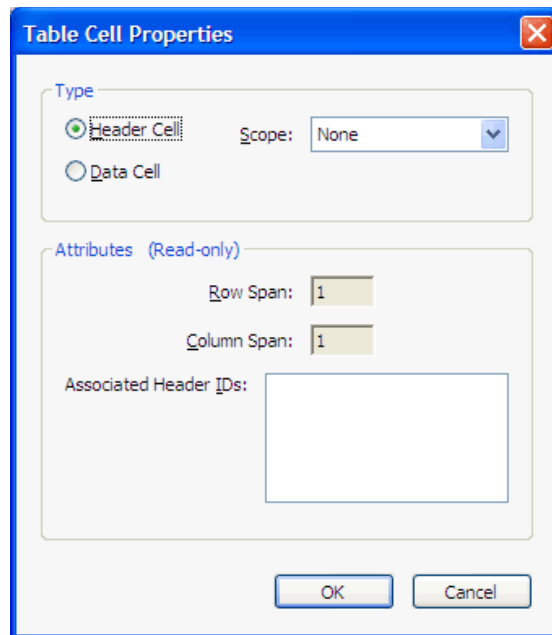 Table Cell Properties
Type
Header Cell Scope: None
Data Cell
Attributes (Read-only)
Row Span: 1
Column Span: 1
Associated Header IDs:
OK Cancel